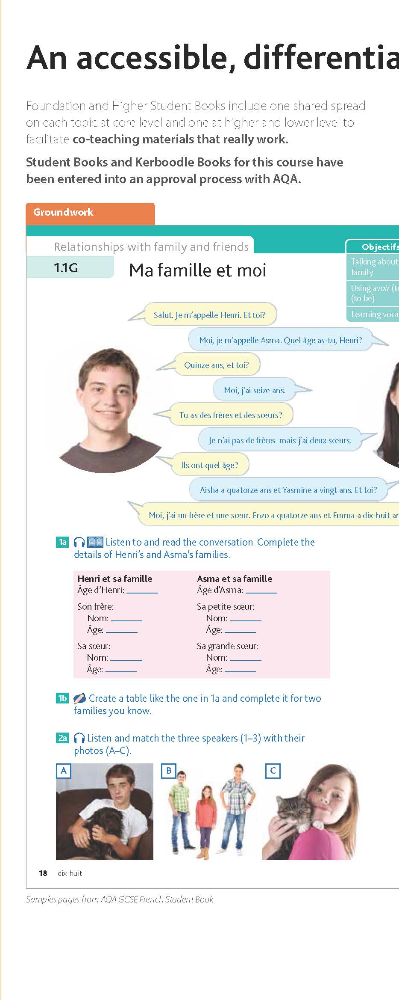 An accessible, differentia
Foundation and Higher Student Books include one shared spread
on each topic at core level and one at higher and lower level to
facilitate co-teaching materials that really work.
Student Books and Kerboodle Books for this course have
been entered into an approval process with AQA.
Groundwork
Relationships with family and friends
1.1G
Ma famille et moi
Objectifs
Talking about
family
Using avoir (to
(to be)
Learning voca
Salut. Je m'appelle Henri. Et toi?
Moi, je m'appelle Asma. Quel âge as-tu, Henri?
Quinze ans, et toi?
Moi, j'ai seize ans.
Tu as des frères et des sœurs?
Je n'ai pas de frères mais j'ai deux sœurs.
Ils ont quel âge?
Aisha a quatorze ans et Yasmine a vingt ans. Et toi?
Moi, j'ai un frère et une sœur. Enzo a quatorze ans et Emma a dix-huit an
1a Listen to and read the conversation. Complete the
details of Henri's and Asma's families.
Henri et sa famille
Âge d'Henri:
Son frère:
Nom:
Âge:
Sa sœur:
Nom:
Âge:
Asma et sa famille
Âge d'Asma:
Sa petite sœur:
Nom:
Âge:
Sa grande sœur:
Nom:
Âge:
1b Create a table like the one in 1a and complete it for two
families you know.
2a Listen and match the three speakers (1–3) with their
photos (A–C).
A
B
C
18 dix-huit
Samples pages from AQA GCSE French Student Book